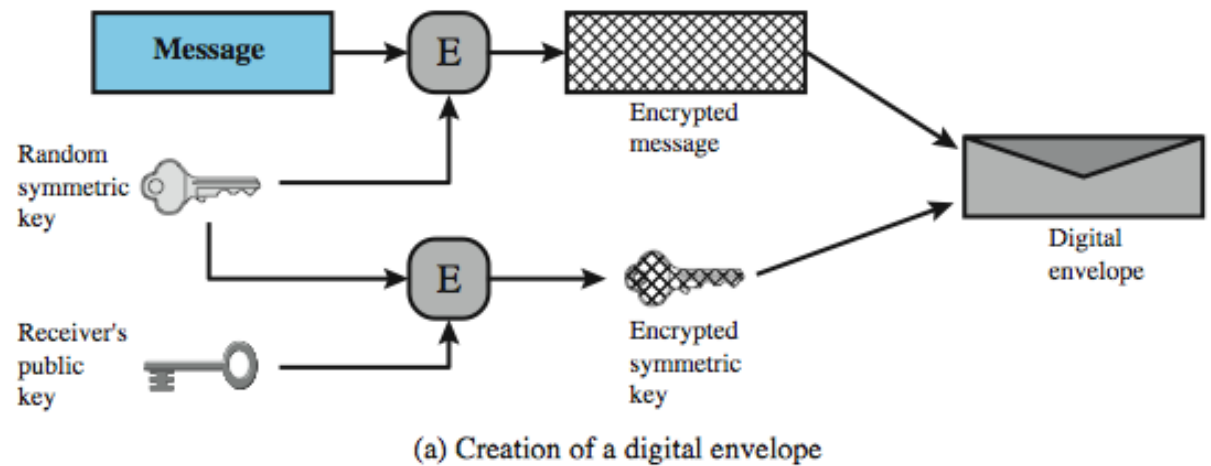 Message
E
Encrypted
message
Random
symmetric
key
Digital
envelope
E
Receiver's
public
key
Encrypted
symmetric
key
(a) Creation of a digital envelope